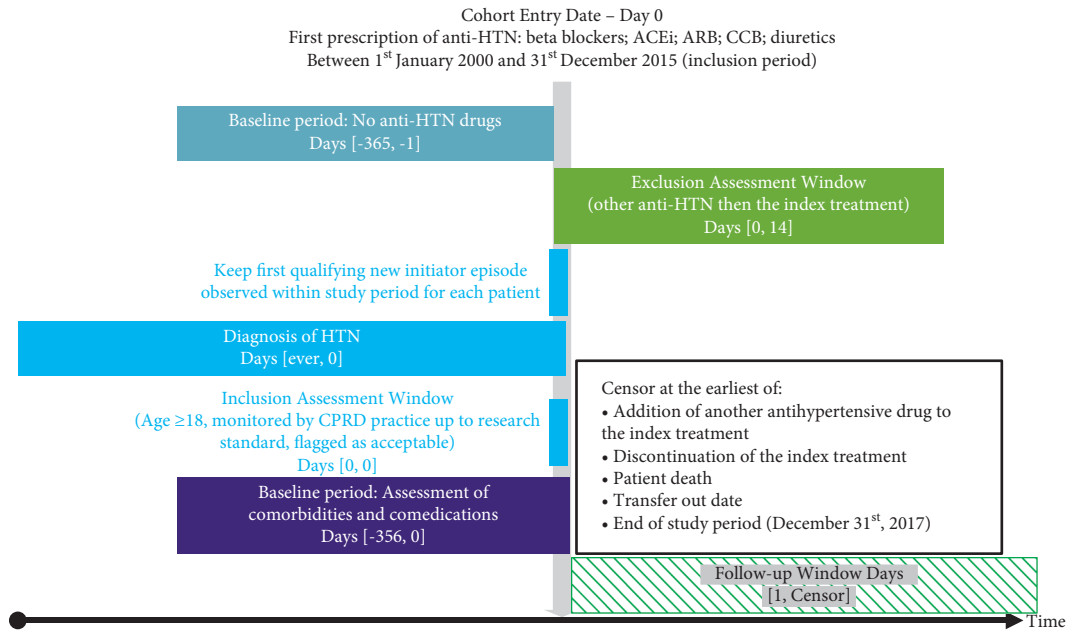 Cohort Entry Date – Day 0
First prescription of anti-HTN: beta blockers; ACEi; ARB; CCB; diuretics
Between 1st January 2000 and 31st December 2015 (inclusion period)
Baseline period: No anti-HTN drugs
Days [-365, -1]
Exclusion Assessment Window
(other anti-HTN then the index treatment)
Days [0, 14]
Keep first qualifying new initiator episode
observed within study period for each patient
Diagnosis of HTN
Days [ever, 0]
Inclusion Assessment Window
(Age ≥18, monitored by CPRD practice up to research
standard, flagged as acceptable)
Days [0, 0]
Baseline period: Assessment of
comorbidities and comedications
Days [-356, 0]
Censor at the earliest of:
• Addition of another antihypertensive drug to
the index treatment
• Discontinuation of the index treatment
• Patient death
• Transfer out date
• End of study period (December 31st, 2017)
Follow-up Window Days
[1, Censor]
Time